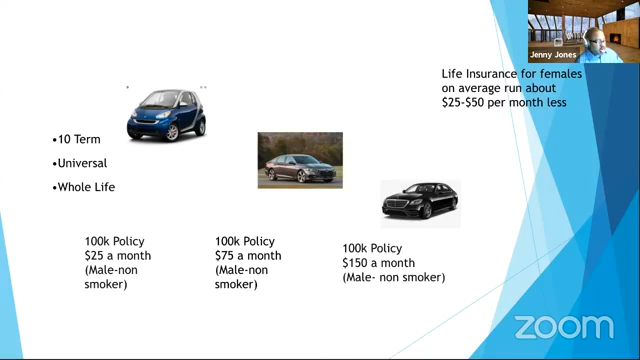 Jenny Jones
Life Insurance for females
on average run about
$25-$50 per month less
•10 Term
•Universal
•Whole Life
100k Policy
$25 a month
(Male-non
smoker)
100k Policy
$75 a month
(Male-non
smoker)
100k Policy
$150 a month
(Male- non smoker)
zoom